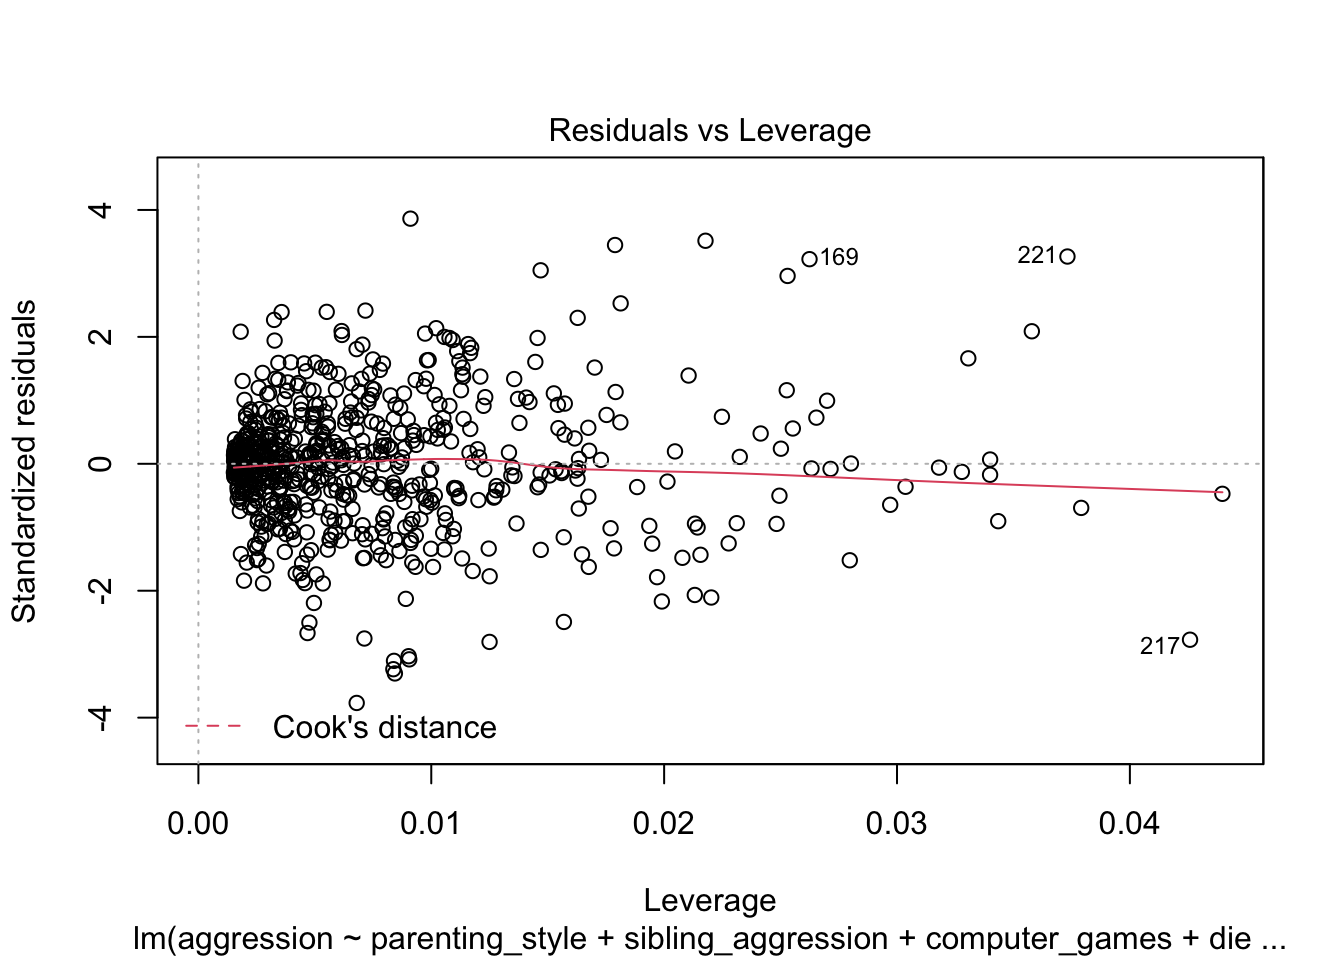 Residuals vs Leverage
Standardized residuals
4
2
0
-2
-4
169
221
217
Cook's distance
0.00 0.01 0.02 0.03 0.04
Leverage
lm(aggression ~ parenting_style + sibling_aggression + computer_games + die ...